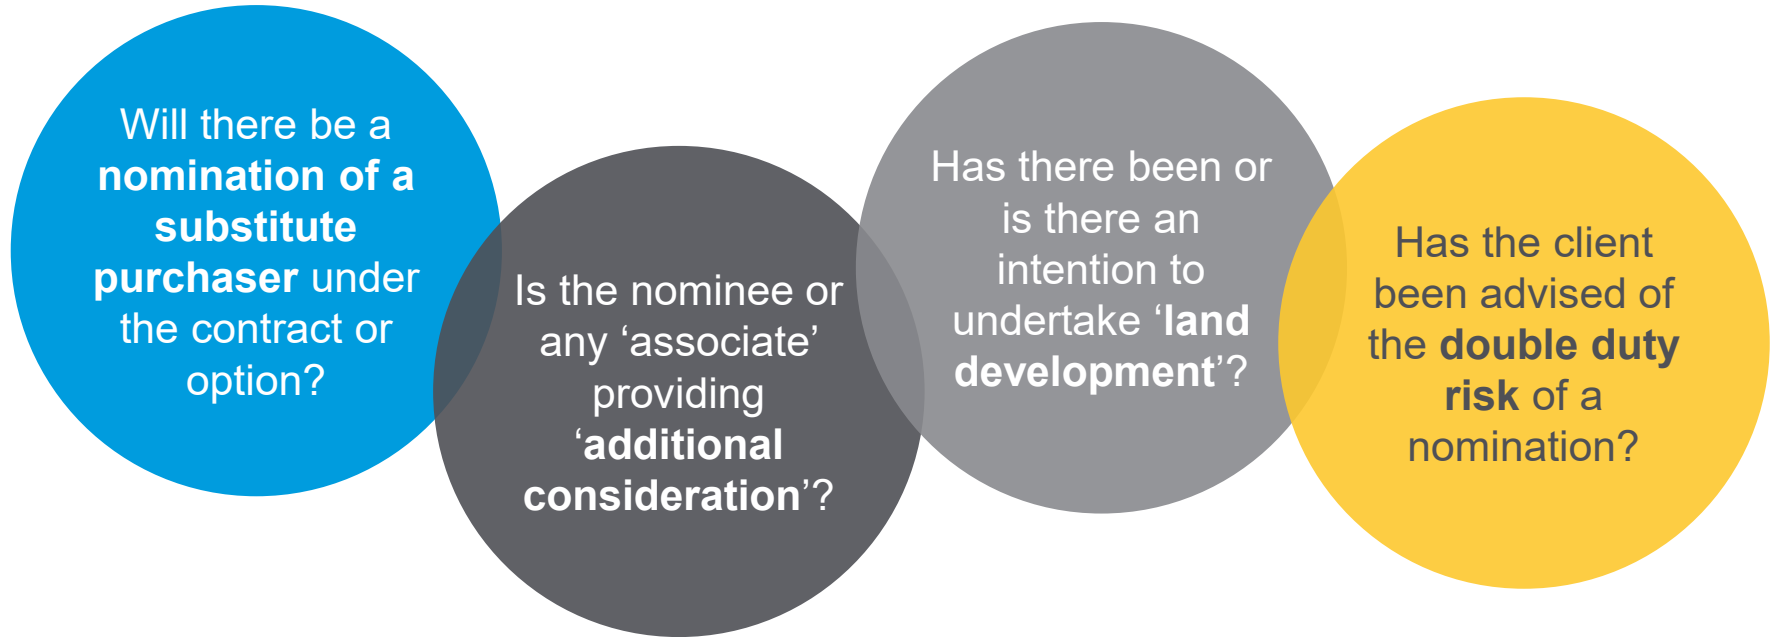 Will there be a
nomination of a
substitute
purchaser under
the contract or
option?
Is the nominee or
any ‘associate’
providing
‘additional
consideration’?
Has there been or
is there an
intention to
undertake ‘land
development’?
Has the client
been advised of
the double duty
risk of a
nomination?